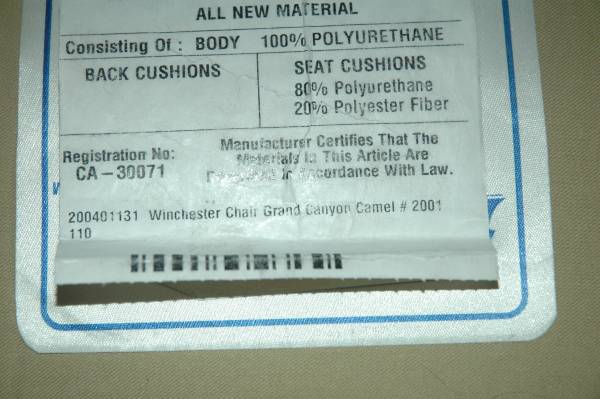 ALL NEW MATERIAL
Consisting Of : BODY 100% POLYURETHANE
BACK CUSHIONS
SEAT CUSHIONS
80% Polyurethane
20% Polyester Fiber
Registration No:
CA-30071
Manufacturer Certifies That The
Materials In This Article Are
In Accordance With Law.
200401131 Winchester Chair Grand Canyon Camel # 2001
110